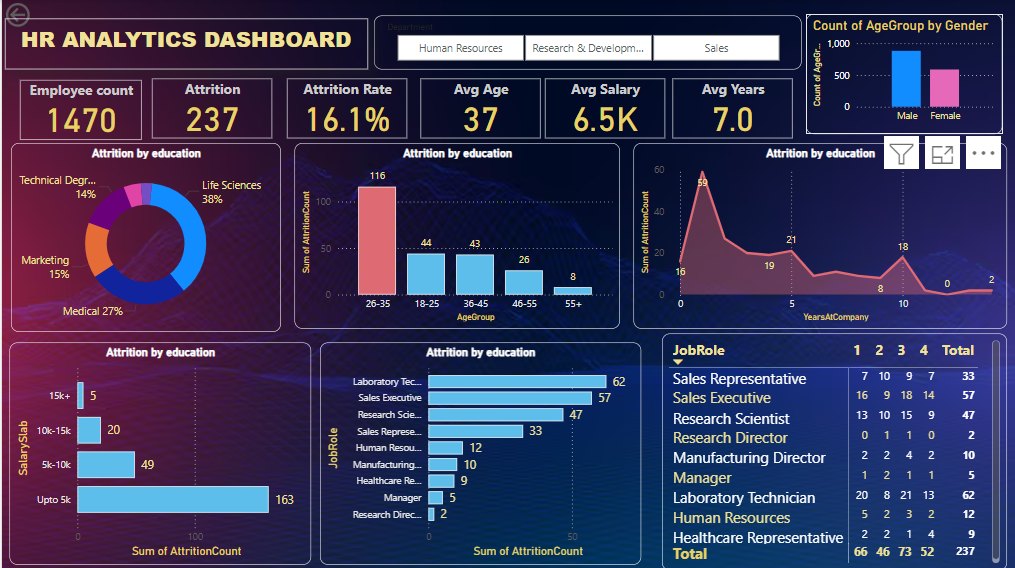 HR ANALYTICS DASHBOARD
Department
Human Resources
Research & Developm...
Sales
Count of AgeGroup by Gender
Count of AgeGr...
1,000
500
0
Male
Female
Employee count
1470
Attrition
237
Attrition Rate
16.1%
Avg Age
37
Avg Salary
6.5K
Avg Years
7.0
Attrition by education
Technical Degr...
14%
Life Sciences
38%
Marketing
15%
Medical 27%
Attrition by education
Sum of AttritionCount
100
50
0
116
44
43
26
8
26-35
18-25
36-45
46-55
55+
AgeGroup
Attrition by education
Sum of AttritionCount
60
40
20
0
16
59
19
21
8
18
0
2
0
5
10
YearsAtCompany
Attrition by education
SalarySlab
15k+ 5
10k-15k 20
5k-10k 49
Upto 5k 163
0 100
Sum of AttritionCount
Attrition by education
JobRole
Laboratory Tec... 62
Sales Executive 57
Research Scie... 47
Sales Represe... 33
Human Resou... 12
Manufacturing... 10
Healthcare Re... 9
Manager 5
Research Direc... 2
0 50
Sum of AttritionCount
JobRole 1 2 3 4 Total
Sales Representative 7 10 9 7 33
Sales Executive 16 9 18 14 57
Research Scientist 13 10 15 9 47
Research Director 0 1 1 0 2
Manufacturing Director 2 2 4 2 10
Manager 1 2 1 1 5
Laboratory Technician 20 8 21 13 62
Human Resources 5 2 3 2 12
Healthcare Representative 2 2 1 4 9
Total 66 46 73 52 237